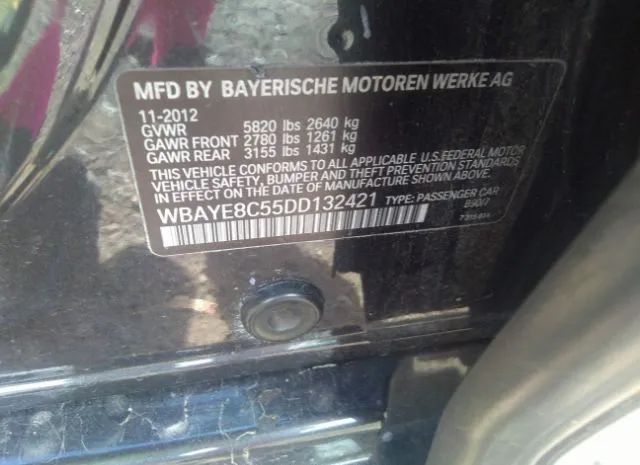 MFD BY BAYERISCHE MOTOREN WERKE AG
11-2012
GVWR 5820 lbs 2640 kg
GAWR FRONT 2780 lbs 1261 kg
GAWR REAR 3155 lbs 1431 kg
THIS VEHICLE CONFORMS TO ALL APPLICABLE U.S. FEDERAL MOTOR
VEHICLE SAFETY, BUMPER, AND THEFT PREVENTION STANDARDS
IN EFFECT ON THE DATE OF MANUFACTURE SHOWN ABOVE.
WBAYE8C55DD132421 TYPE: PASSENGER CAR